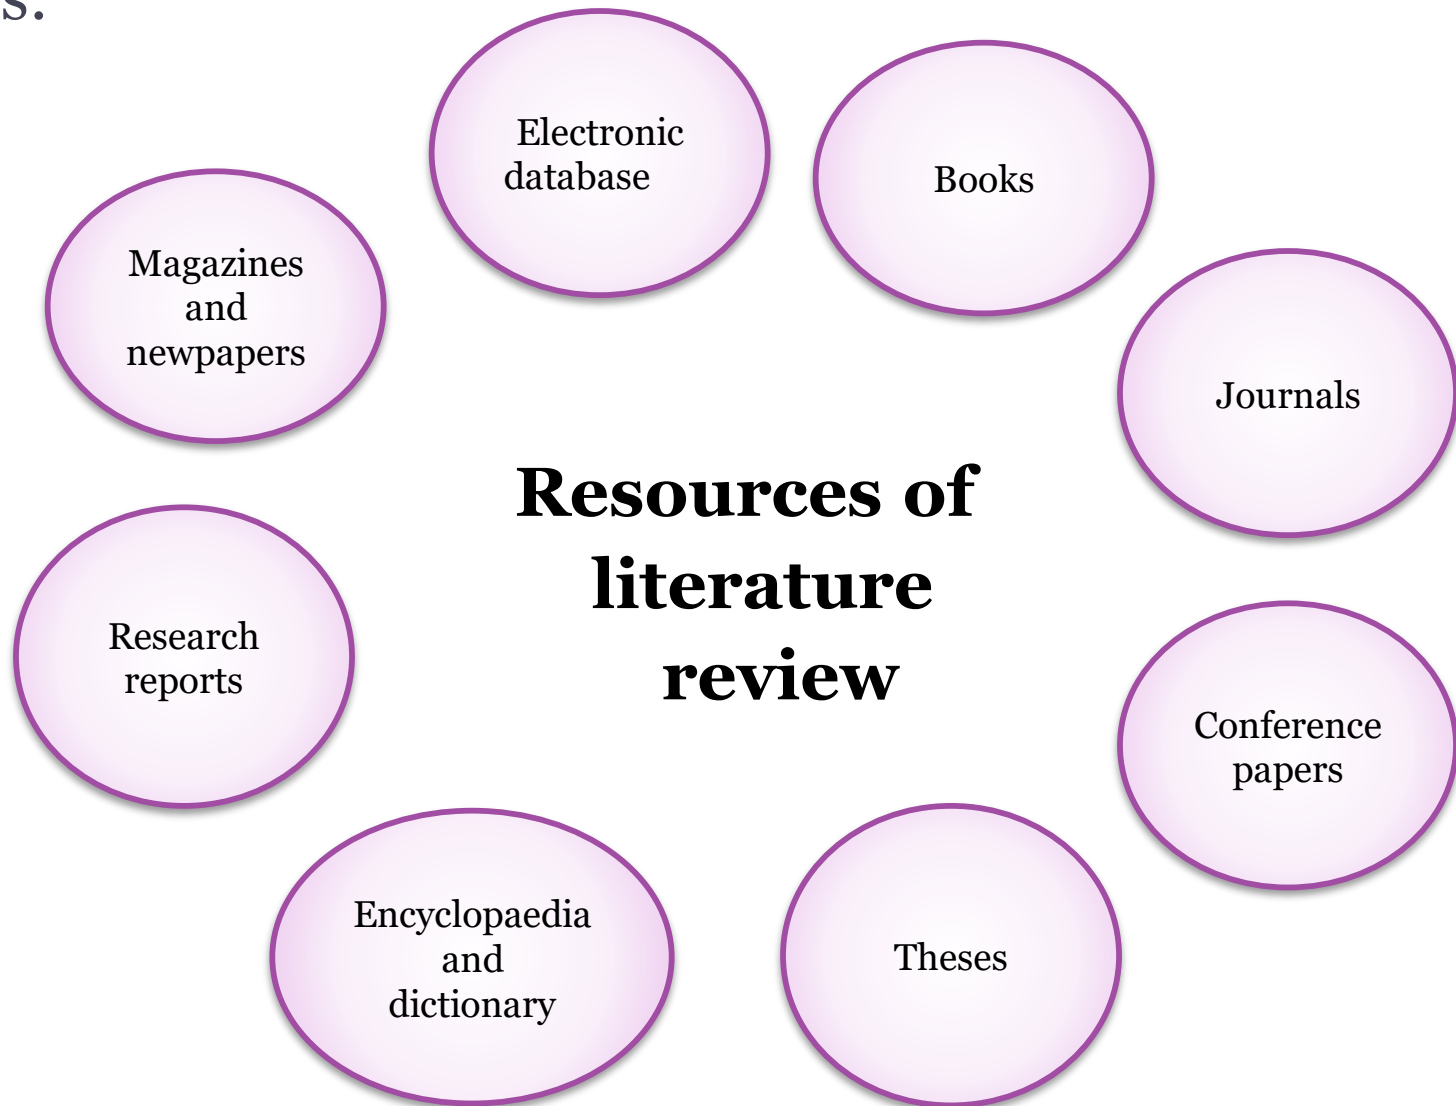 s.
Electronic
database
Books
Magazines
and
newpapers
Journals
Resources of
literature
review
Research
reports
Conference
papers
Encyclopaedia
and
dictionary
Theses